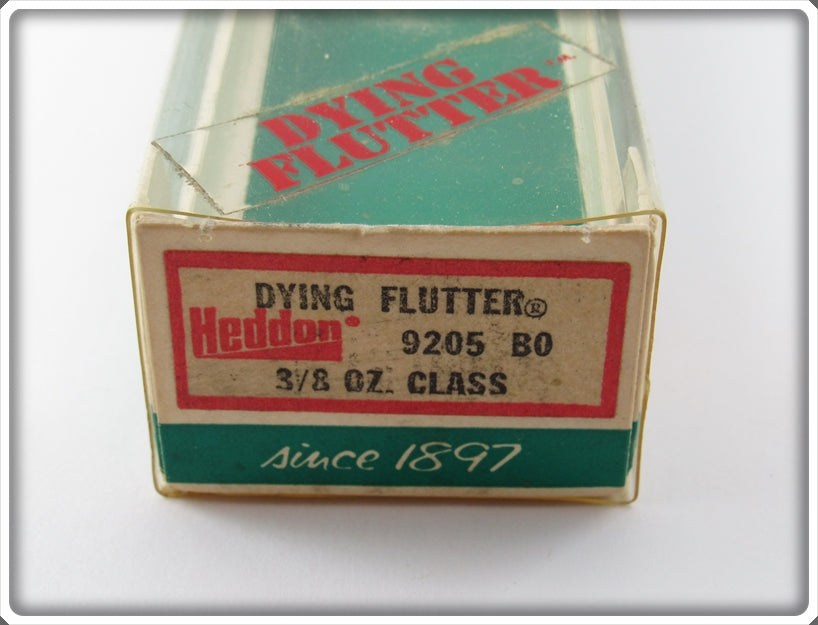 DYING
FLUTTER T.M.
DYING FLUTTER®
Heddon® 9205 BO
3/8 OZ. CLASS
since 1897